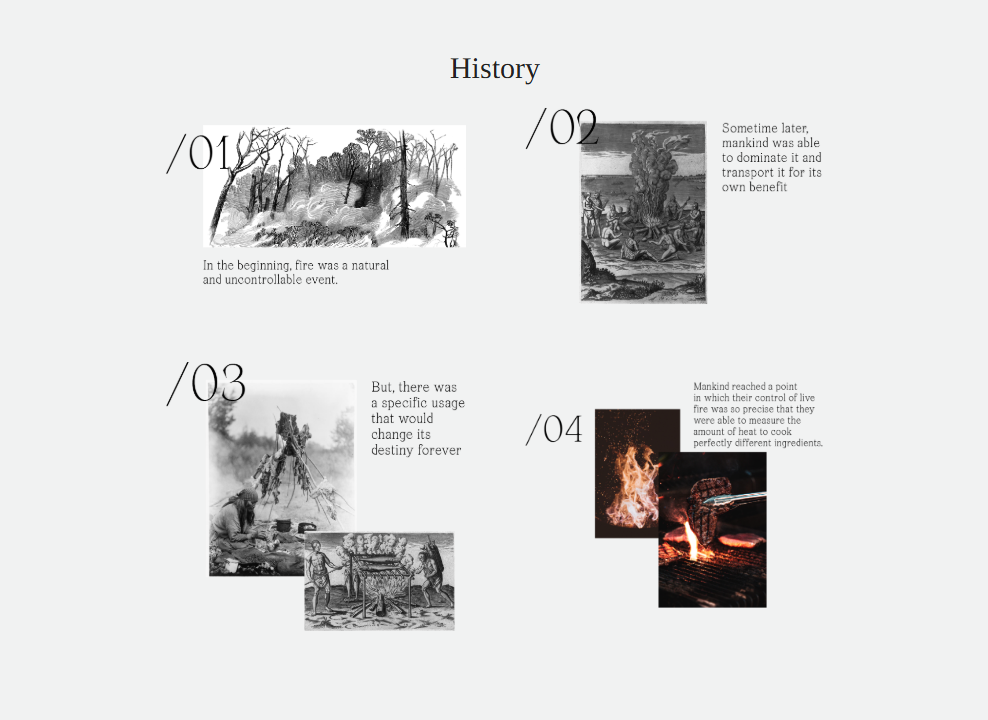 History
/01
In the beginning, fire was a natural
and uncontrollable event.
/02
Sometime later,
mankind was able
to dominate it and
transport it for its
own benefit
/03
But, there was
a specific usage
that would
change its
destiny forever
/04
Mankind reached a point
in which their control of live
fire was so precise that they
were able to measure the
amount of heat to cook
perfectly different ingredients.